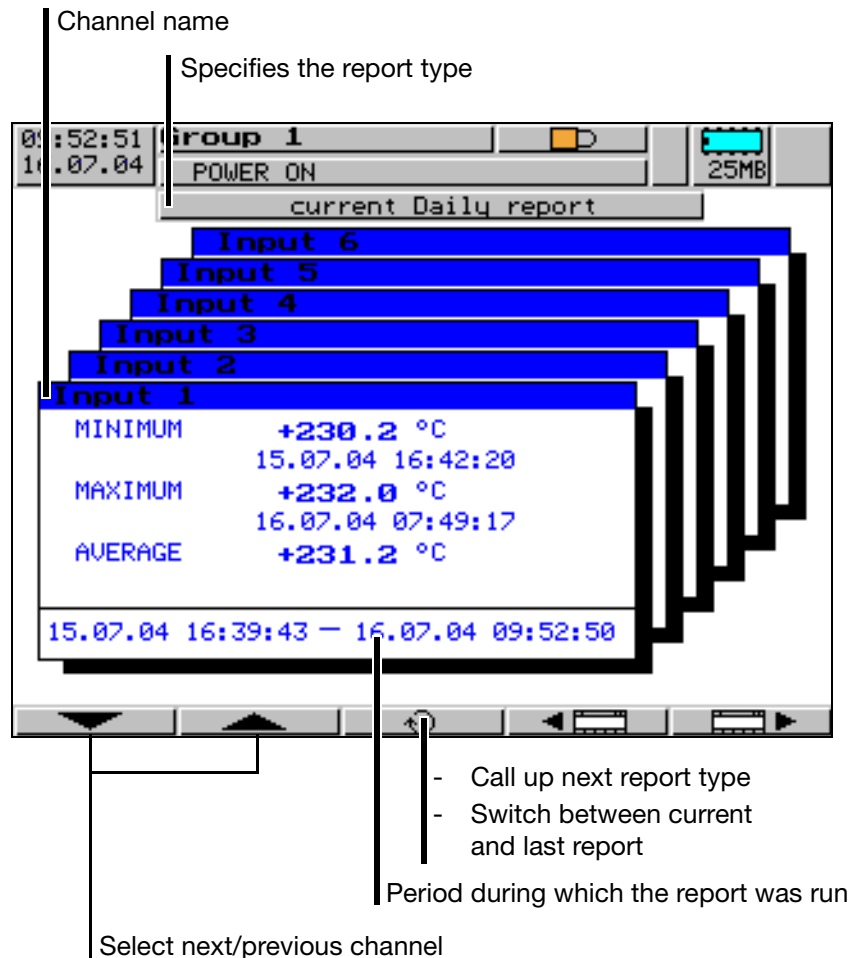 Channel name
Specifies the report type
09:52:51 Group 1
16.07.04 POWER ON 25MB
current Daily report
Input 6
Input 5
Input 4
Input 3
Input 2
Input 1
MINIMUM +230.2 °C
15.07.04 16:42:20
MAXIMUM +232.0 °C
16.07.04 07:49:17
AVERAGE +231.2 °C
15.07.04 16:39:43 — 16.07.04 09:52:50
- Call up next report type
- Switch between current
and last report
Period during which the report was run
Select next/previous channel